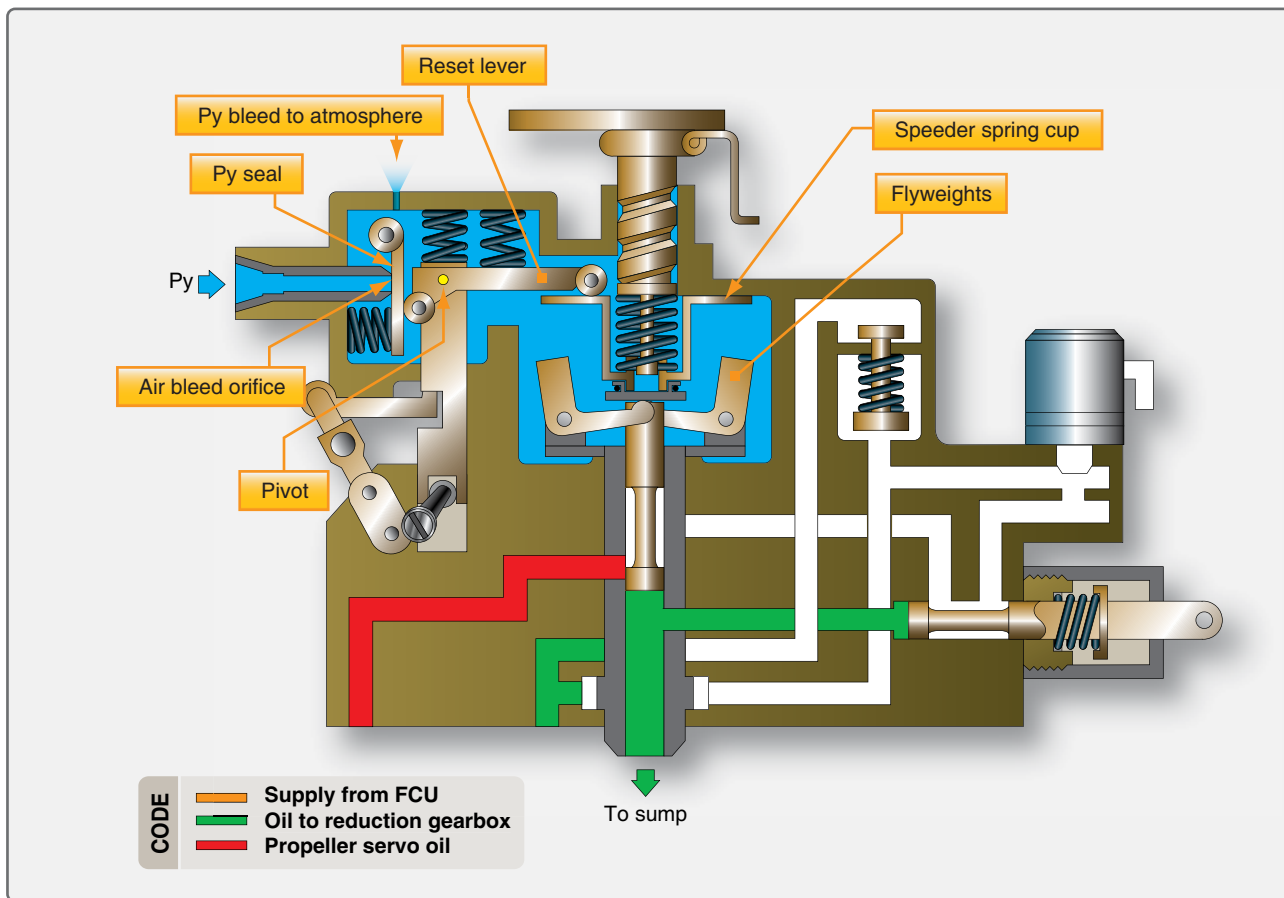 Reset lever
Py bleed to atmosphere
Speeder spring cup
Py seal
Flyweights
Py
Air bleed orifice
Pivot
CODE
Supply from FCU
Oil to reduction gearbox
Propeller servo oil
To sump